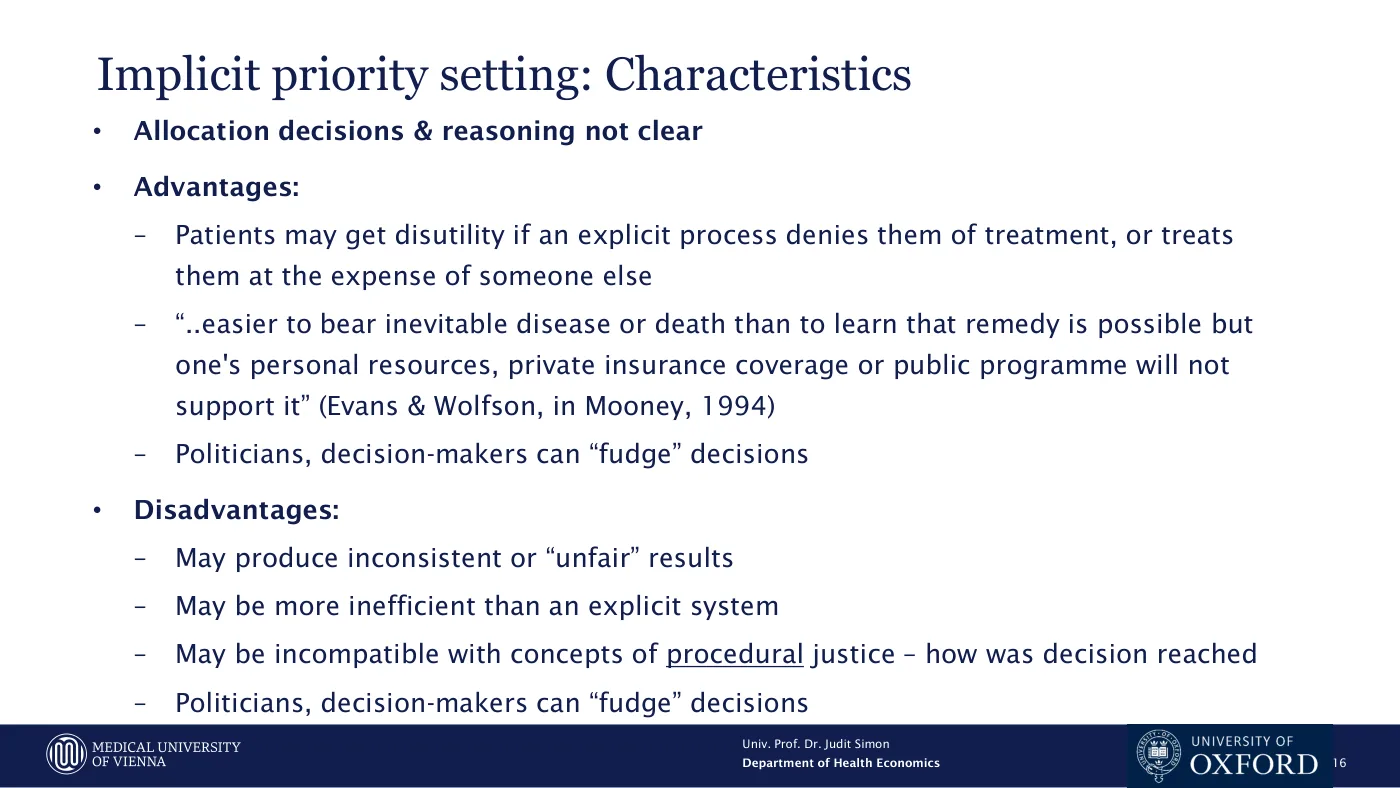 Implicit priority setting: Characteristics
• Allocation decisions & reasoning not clear
• Advantages:
– Patients may get disutility if an explicit process denies them of treatment, or treats
them at the expense of someone else
– “..easier to bear inevitable disease or death than to learn that remedy is possible but
one's personal resources, private insurance coverage or public programme will not
support it” (Evans & Wolfson, in Mooney, 1994)
– Politicians, decision-makers can “fudge” decisions
• Disadvantages:
– May produce inconsistent or “unfair” results
– May be more inefficient than an explicit system
– May be incompatible with concepts of procedural justice – how was decision reached
– Politicians, decision-makers can “fudge” decisions
MEDICAL UNIVERSITY
OF VIENNA
Univ. Prof. Dr. Judit Simon
Department of Health Economics
UNIVERSITY OF
OXFORD
16